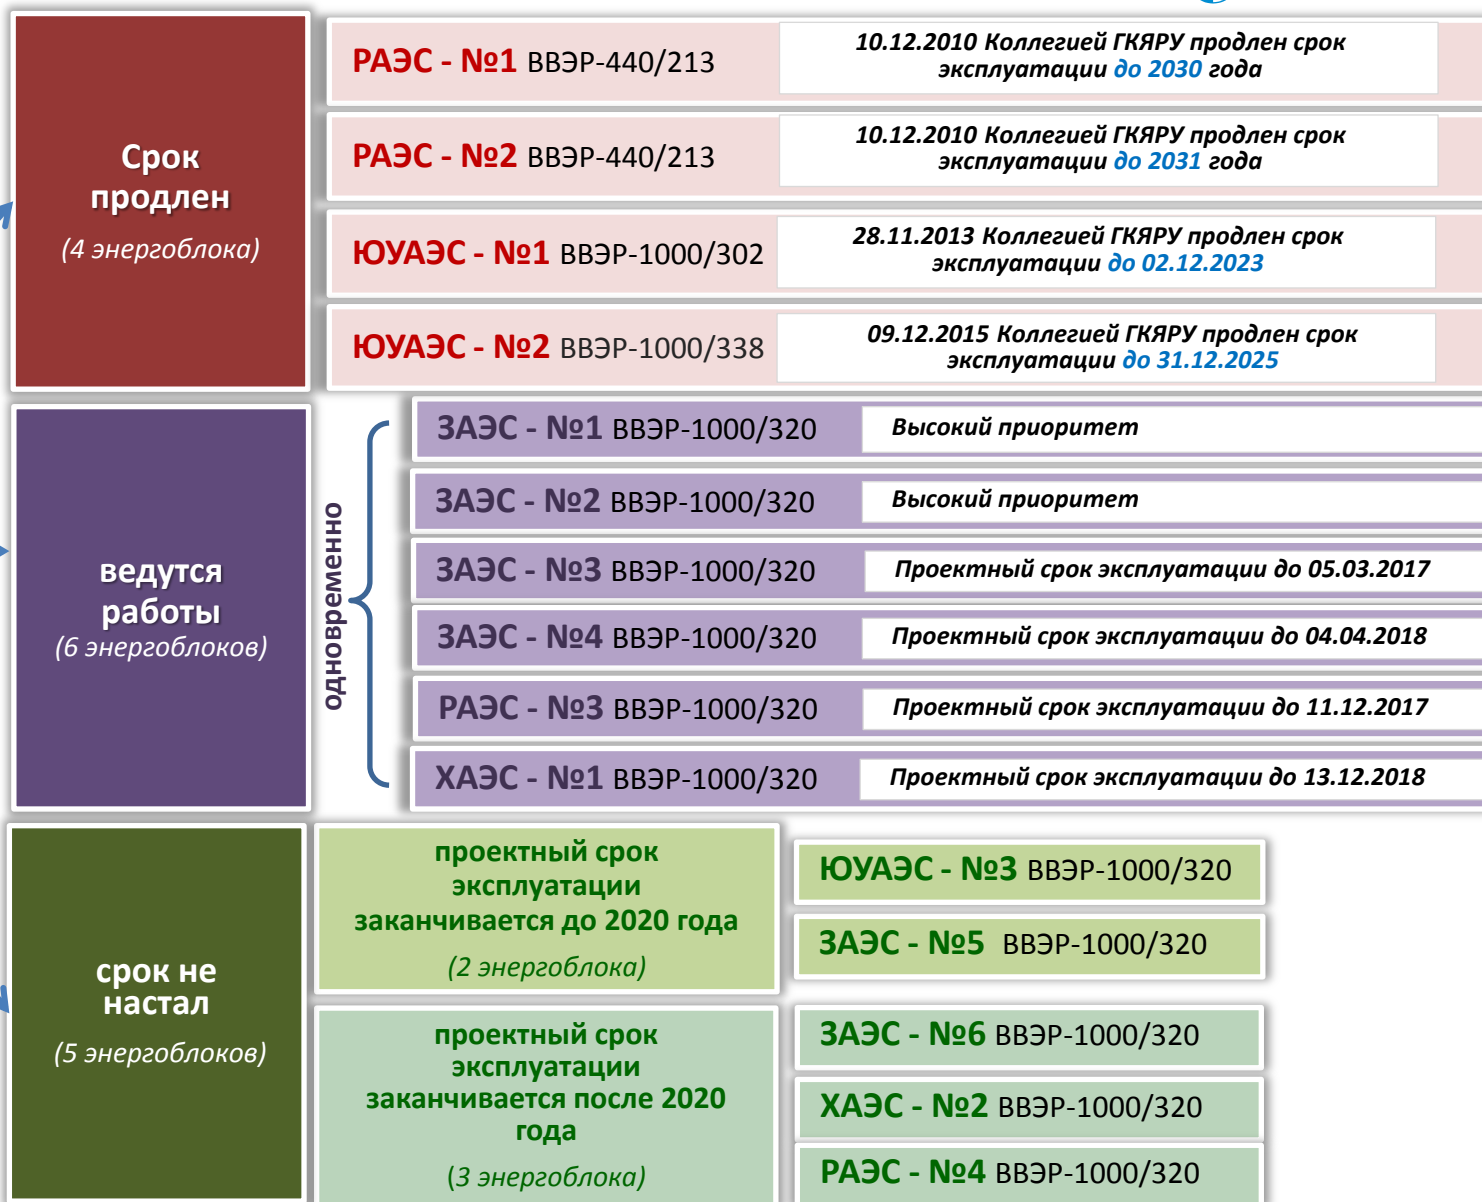 Срок
продлен
(4 энергоблока)
РАЭС - №1 ВВЭР-440/213
10.12.2010 Коллегией ГКЯРУ продлен срок
эксплуатации до 2030 года
РАЭС - №2 ВВЭР-440/213
10.12.2010 Коллегией ГКЯРУ продлен срок
эксплуатации до 2031 года
ЮУАЭС - №1 ВВЭР-1000/302
28.11.2013 Коллегией ГКЯРУ продлен срок
эксплуатации до 02.12.2023
ЮУАЭС - №2 ВВЭР-1000/338
09.12.2015 Коллегией ГКЯРУ продлен срок
эксплуатации до 31.12.2025
ведутся
работы
(6 энергоблоков)
одновременно
ЗАЭС - №1 ВВЭР-1000/320
Высокий приоритет
ЗАЭС - №2 ВВЭР-1000/320
Высокий приоритет
ЗАЭС - №3 ВВЭР-1000/320
Проектный срок эксплуатации до 05.03.2017
ЗАЭС - №4 ВВЭР-1000/320
Проектный срок эксплуатации до 04.04.2018
РАЭС - №3 ВВЭР-1000/320
Проектный срок эксплуатации до 11.12.2017
ХАЭС - №1 ВВЭР-1000/320
Проектный срок эксплуатации до 13.12.2018
срок не
настал
(5 энергоблоков)
проектный срок
эксплуатации
заканчивается до 2020 года
(2 энергоблока)
ЮУАЭС - №3 ВВЭР-1000/320
ЗАЭС - №5 ВВЭР-1000/320
проектный срок
эксплуатации
заканчивается после 2020
года
(3 энергоблока)
ЗАЭС - №6 ВВЭР-1000/320
ХАЭС - №2 ВВЭР-1000/320
РАЭС - №4 ВВЭР-1000/320